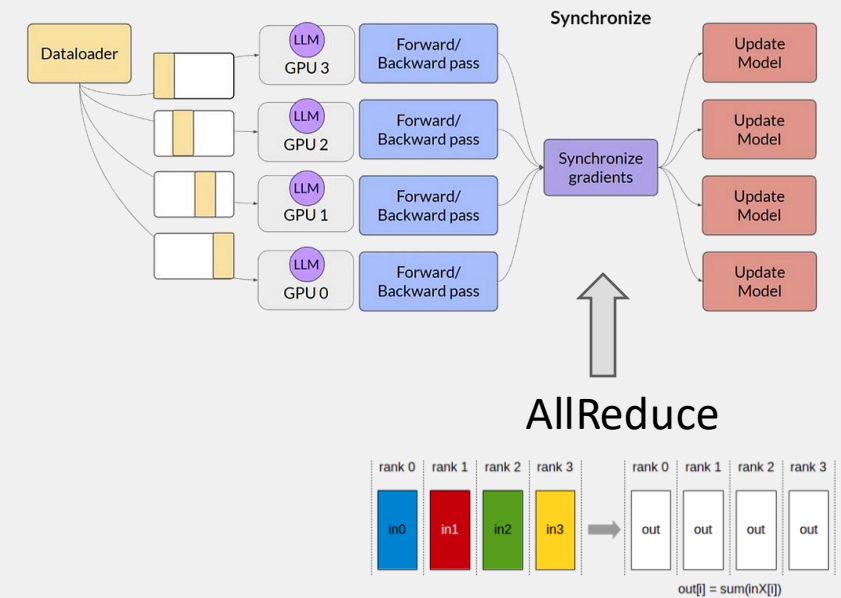 Synchronize
Dataloader
LLM
GPU 3
Forward/
Backward pass
Update
Model
LLM
GPU 2
Forward/
Backward pass
Update
Model
Synchronize
gradients
LLM
GPU 1
Forward/
Backward pass
Update
Model
LLM
GPU 0
Forward/
Backward pass
Update
Model
AllReduce
rank 0 rank 1 rank 2 rank 3 rank 0 rank 1 rank 2 rank 3
in0 in1 in2 in3 out out out out
out[i] = sum(inX[i])